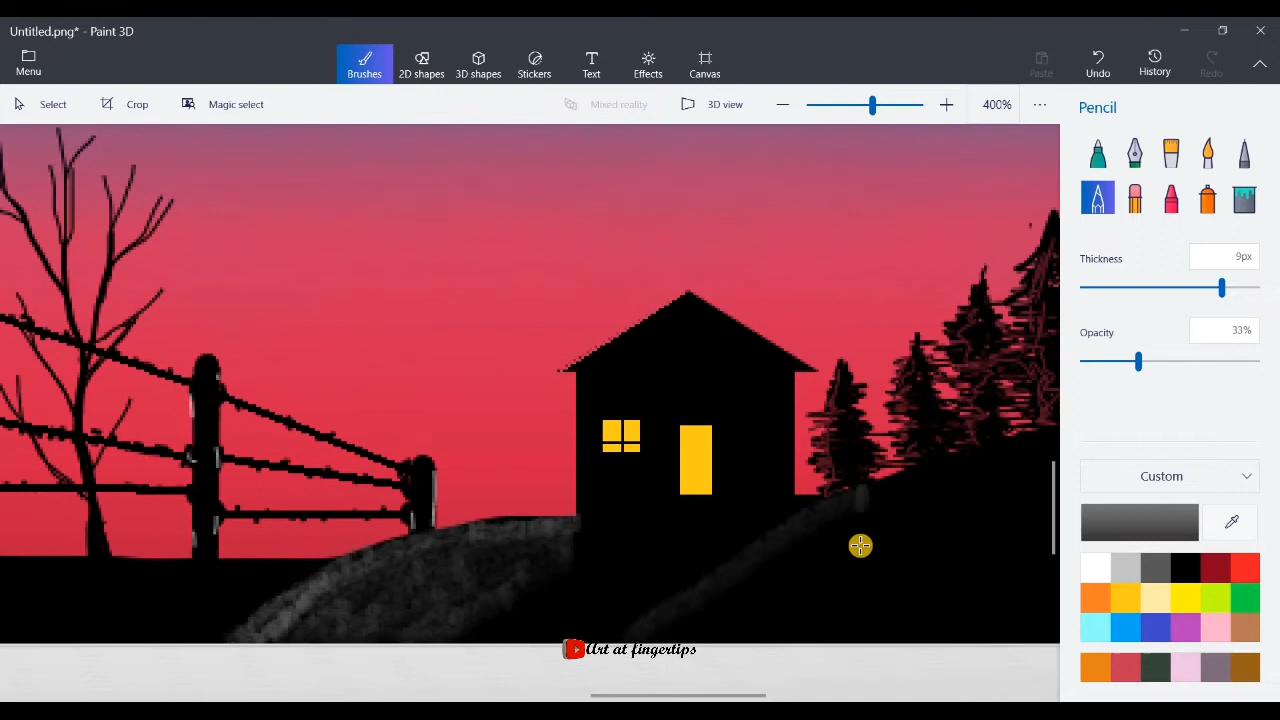 Untitled.png* - Paint 3D
Menu
Brushes
2D shapes
3D shapes
Stickers
Text
Effects
Canvas
Paste
Undo
History
Redo
Select
Crop
Magic select
Mixed reality
3D view
400%
Pencil
Thickness
9px
Opacity
33%
Custom
Art at fingertips